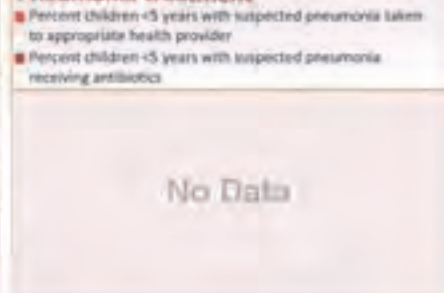 Percent children <5 years with suspected pneumonia taken
to appropriate health provider
Percent children <5 years with suspected pneumonia
receiving antibiotics
No Data